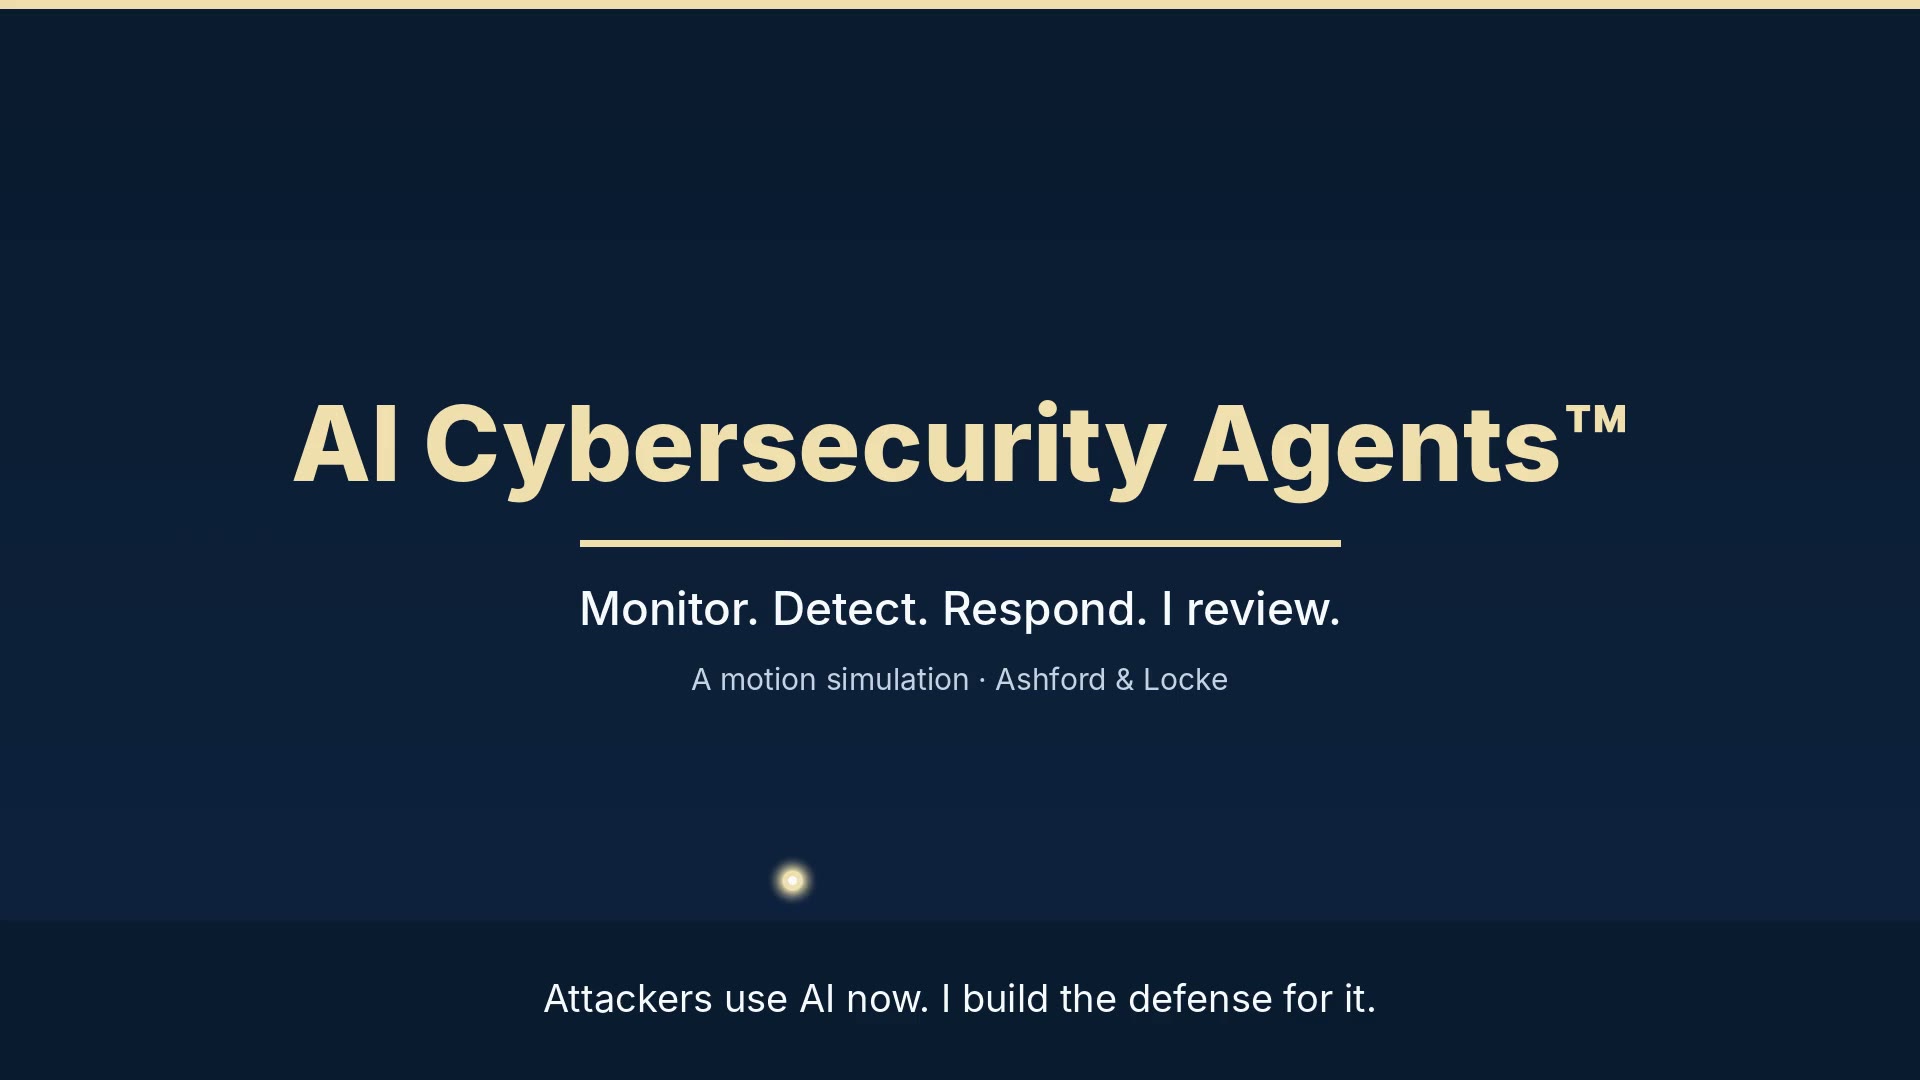 AI Cybersecurity Agents™
Monitor. Detect. Respond. I review.
A motion simulation · Ashford & Locke
Attackers use AI now. I build the defense for it.